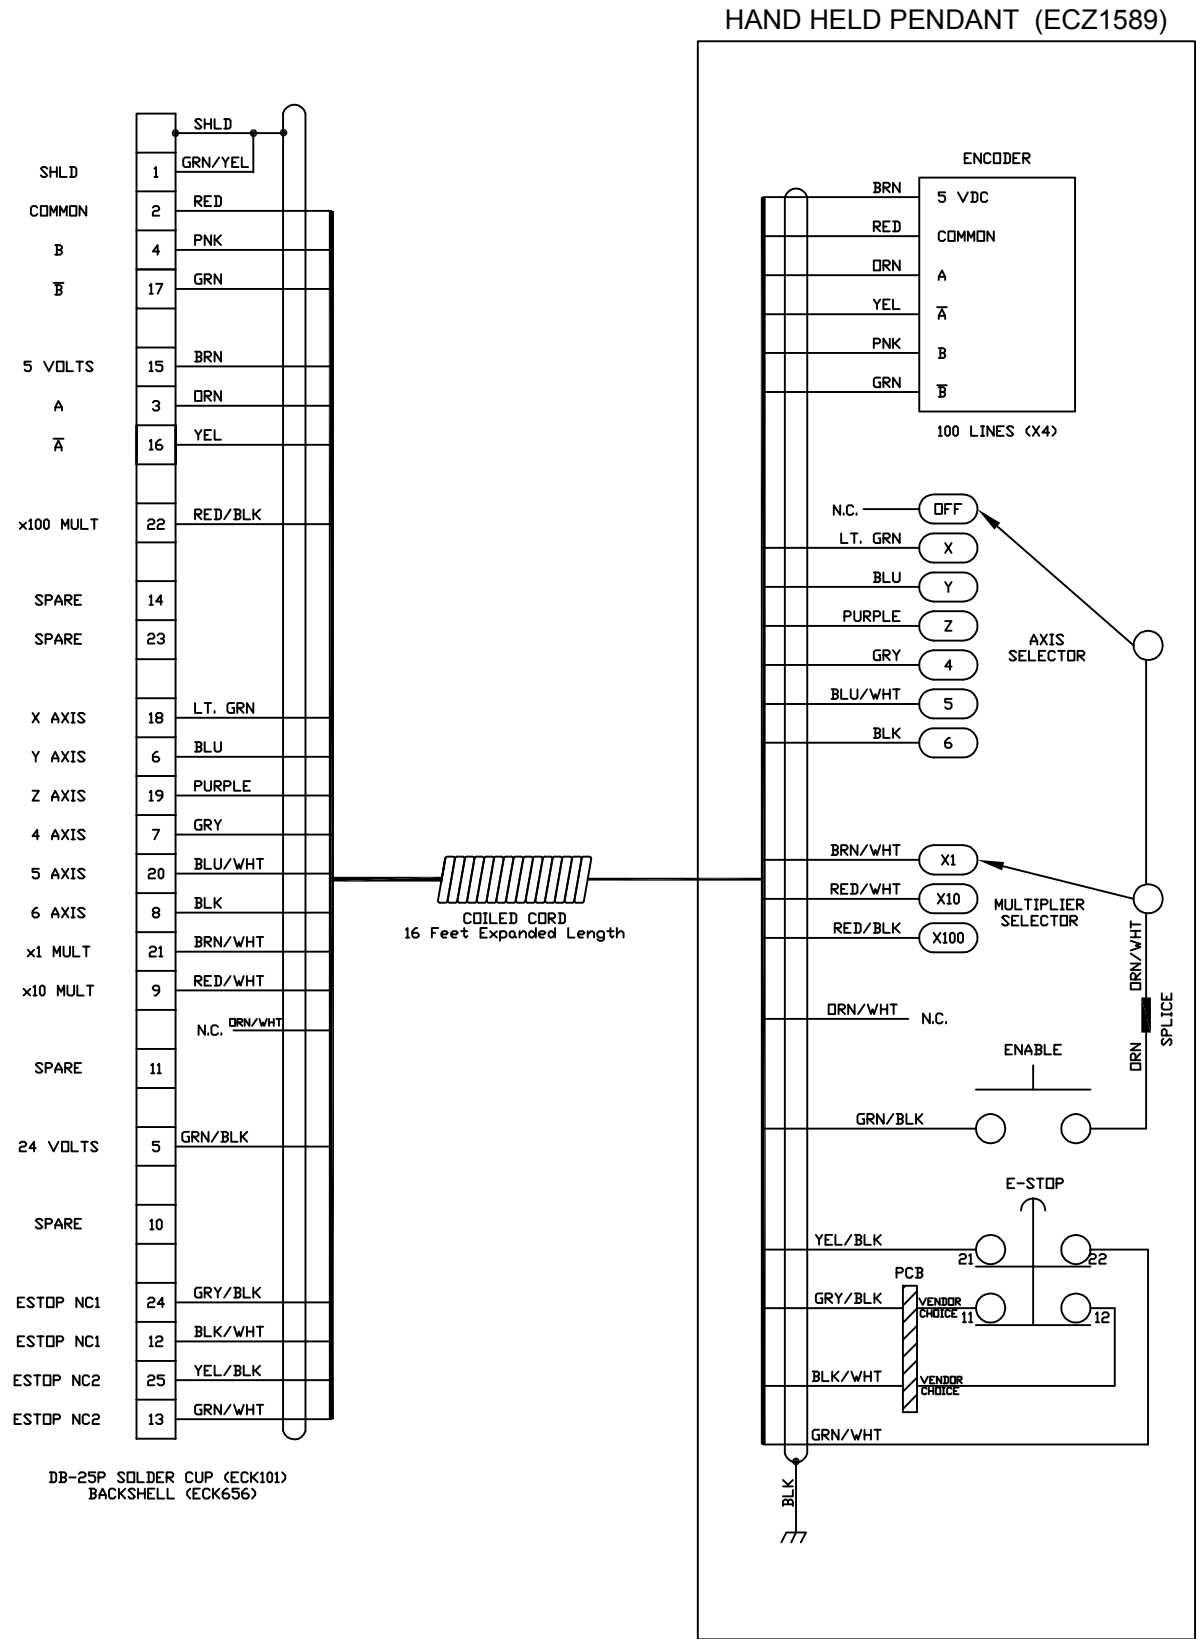 HAND HELD PENDANT (ECZ1589)
SHLD
SHLD 1 GRN/YEL
COMMON 2 RED
B 4 PNK
B̅ 17 GRN
5 VOLTS 15 BRN
A 3 ORN
A̅ 16 YEL
x100 MULT 22 RED/BLK
SPARE 14
SPARE 23
X AXIS 18 LT. GRN
Y AXIS 6 BLU
Z AXIS 19 PURPLE
4 AXIS 7 GRY
5 AXIS 20 BLU/WHT
6 AXIS 8 BLK
x1 MULT 21 BRN/WHT
x10 MULT 9 RED/WHT
N.C. ORN/WHT
SPARE 11
24 VOLTS 5 GRN/BLK
SPARE 10
ESTOP NC1 24 GRY/BLK
ESTOP NC1 12 BLK/WHT
ESTOP NC2 25 YEL/BLK
ESTOP NC2 13 GRN/WHT
DB-25P SOLDER CUP (ECK101)
BACKSHELL (ECK656)
COILED CORD
16 Feet Expanded Length
ENCODER
BRN 5 VDC
RED COMMON
ORN A
YEL A̅
PNK B
GRN B̅
100 LINES (X4)
N.C. OFF
LT. GRN X
BLU Y
PURPLE Z
GRY 4
BLU/WHT 5
BLK 6
AXIS
SELECTOR
BRN/WHT X1
RED/WHT X10
RED/BLK X100
MULTIPLIER
SELECTOR
ORN/WHT
SPLICE
ORN
ORN/WHT N.C.
ENABLE
GRN/BLK
E-STOP
YEL/BLK 21 22
PCB
GRY/BLK VENDOR
CHOICE 11 12
BLK/WHT VENDOR
CHOICE
GRN/WHT
BLK